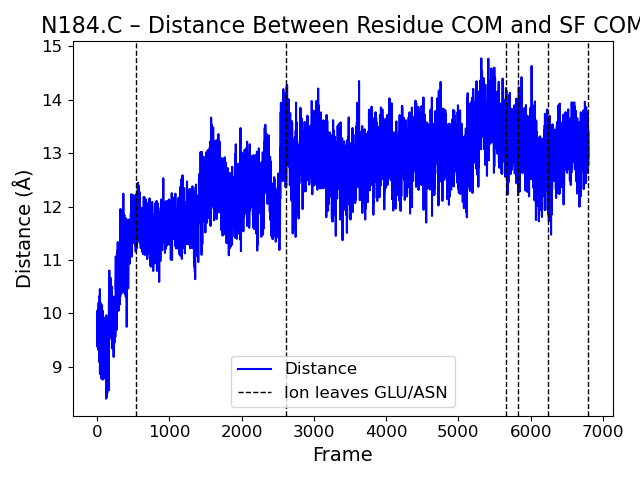 N184.C – Distance Between Residue COM and SF COM
15
14
13
12
11
10
9
Distance (Å)
Distance
Ion leaves GLU/ASN
0 1000 2000 3000 4000 5000 6000 7000
Frame